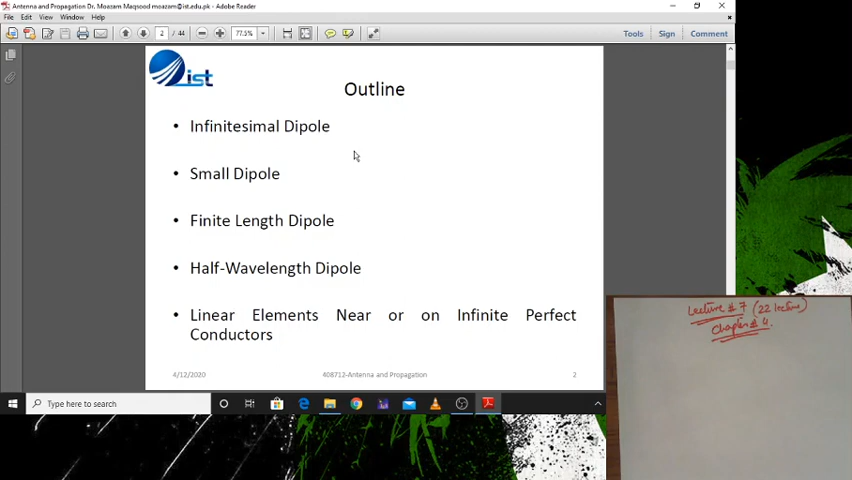 Antenna and Propagation Dr. Moazam Maqsood moazam@ist.edu.pk - Adobe Reader
File Edit View Window Help
2 / 44 77.5%
Tools Sign Comment
ist
Outline
• Infinitesimal Dipole
• Small Dipole
• Finite Length Dipole
• Half-Wavelength Dipole
• Linear Elements Near or on Infinite Perfect
Conductors
4/12/2020 408712-Antenna and Propagation 2
Lecture # 7 (22 lecture)
Chapter # 4.
Type here to search